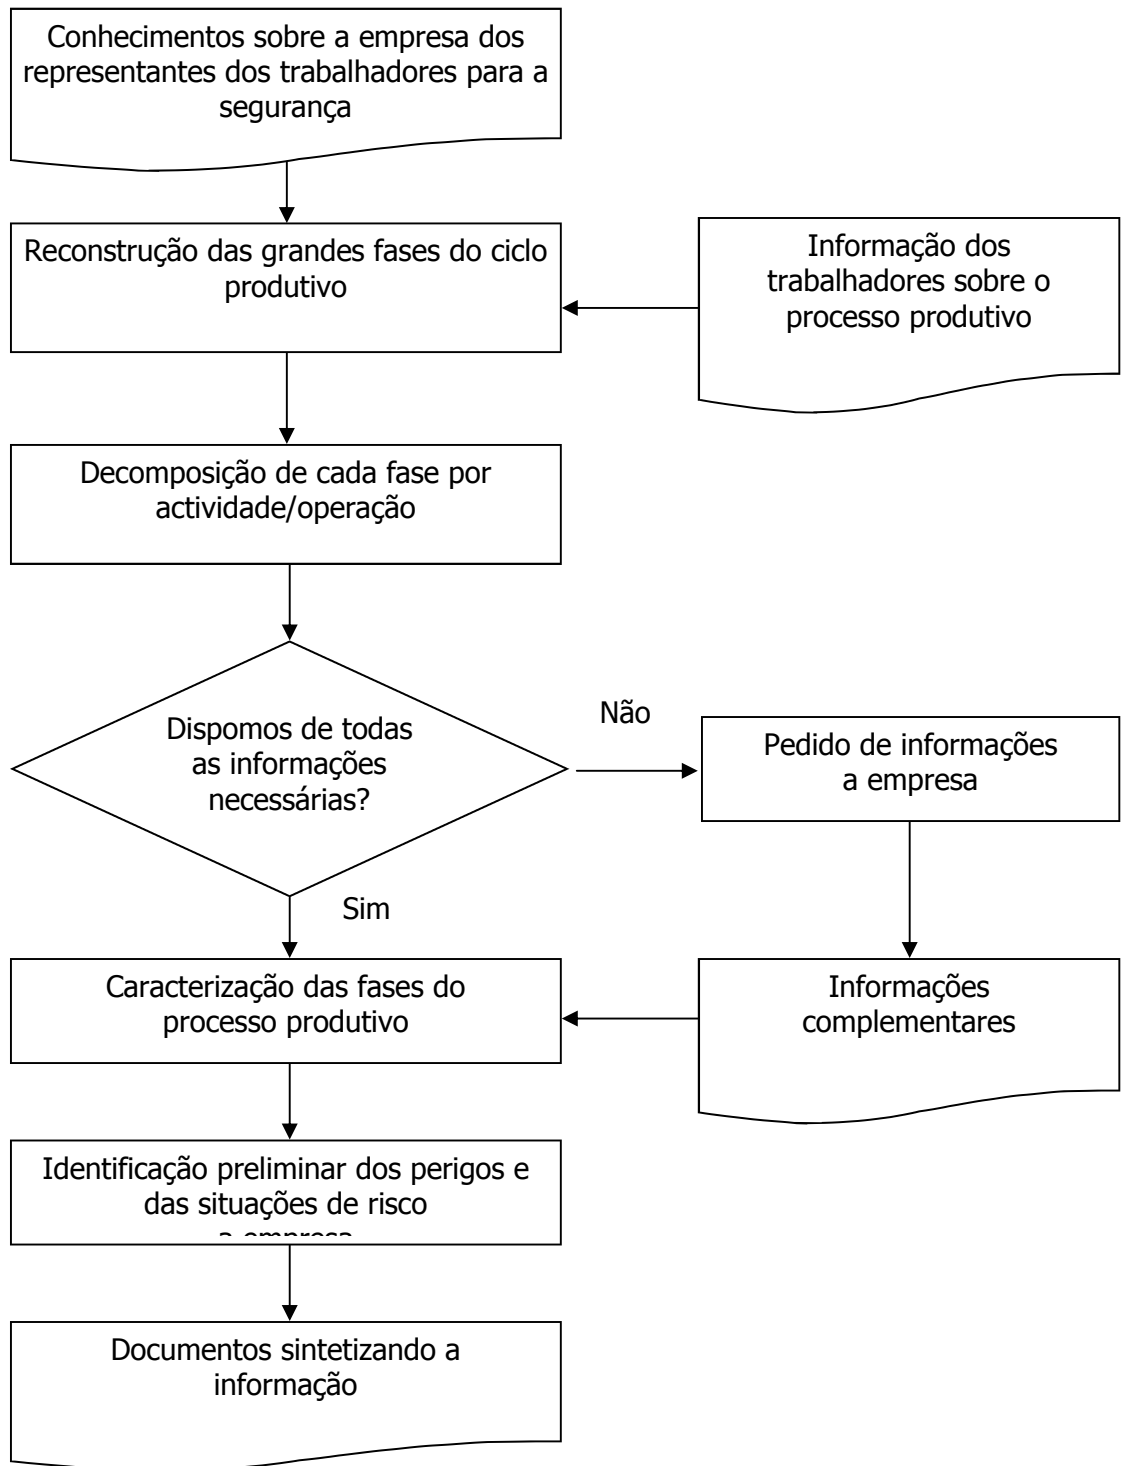 Conhecimentos sobre a empresa dos
representantes dos trabalhadores para a
segurança
Reconstrução das grandes fases do ciclo
produtivo
Informação dos
trabalhadores sobre o
processo produtivo
Decomposição de cada fase por
actividade/operação
Dispomos de todas
as informações
necessárias?
Não
Pedido de informações
a empresa
Sim
Caracterização das fases do
processo produtivo
Informações
complementares
Identificação preliminar dos perigos e
das situações de risco
a empresa
Documentos sintetizando a
informação